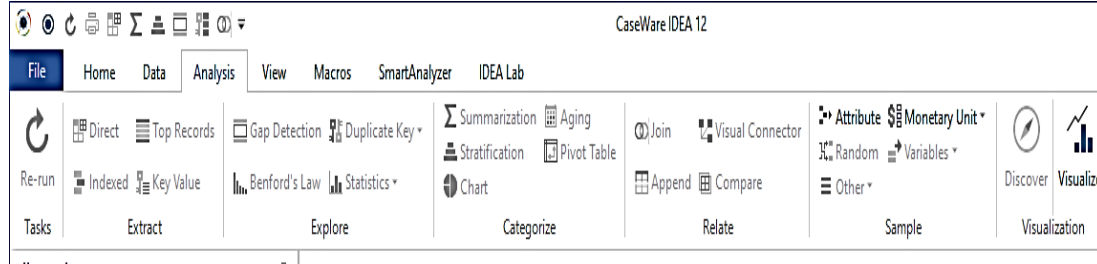 CaseWare IDEA 12
File Home Data Analysis View Macros SmartAnalyzer IDEA Lab
Direct Top Records Gap Detection Duplicate Key Summarization Aging Join Visual Connector Attribute Monetary Unit
Stratification Pivot Table Random Variables
Re-run Indexed Key Value Benford's Law Statistics Chart Append Compare Other Discover Visualize
Tasks Extract Explore Categorize Relate Sample Visualization